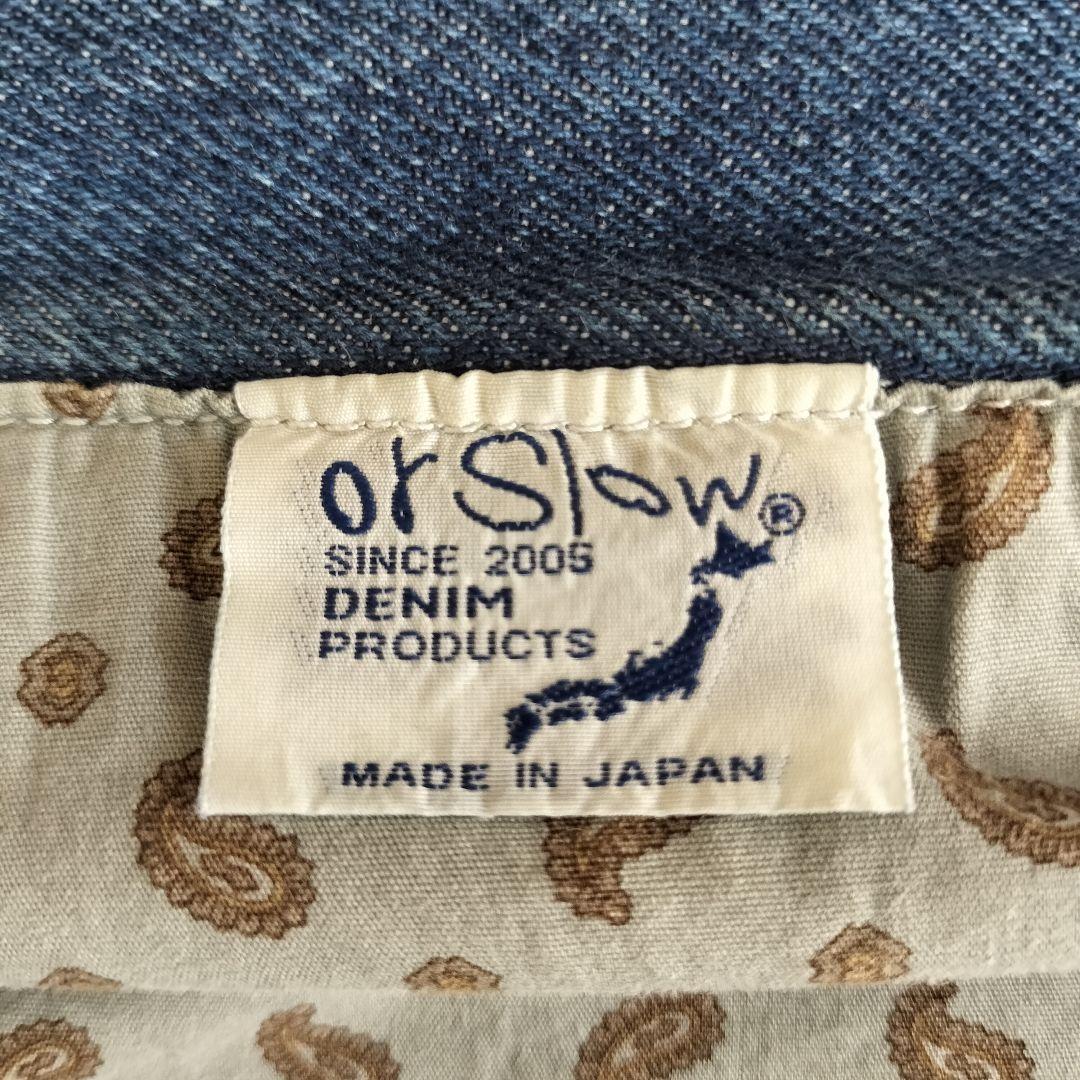 orSlow®
SINCE 2005
DENIM
PRODUCTS
MADE IN JAPAN